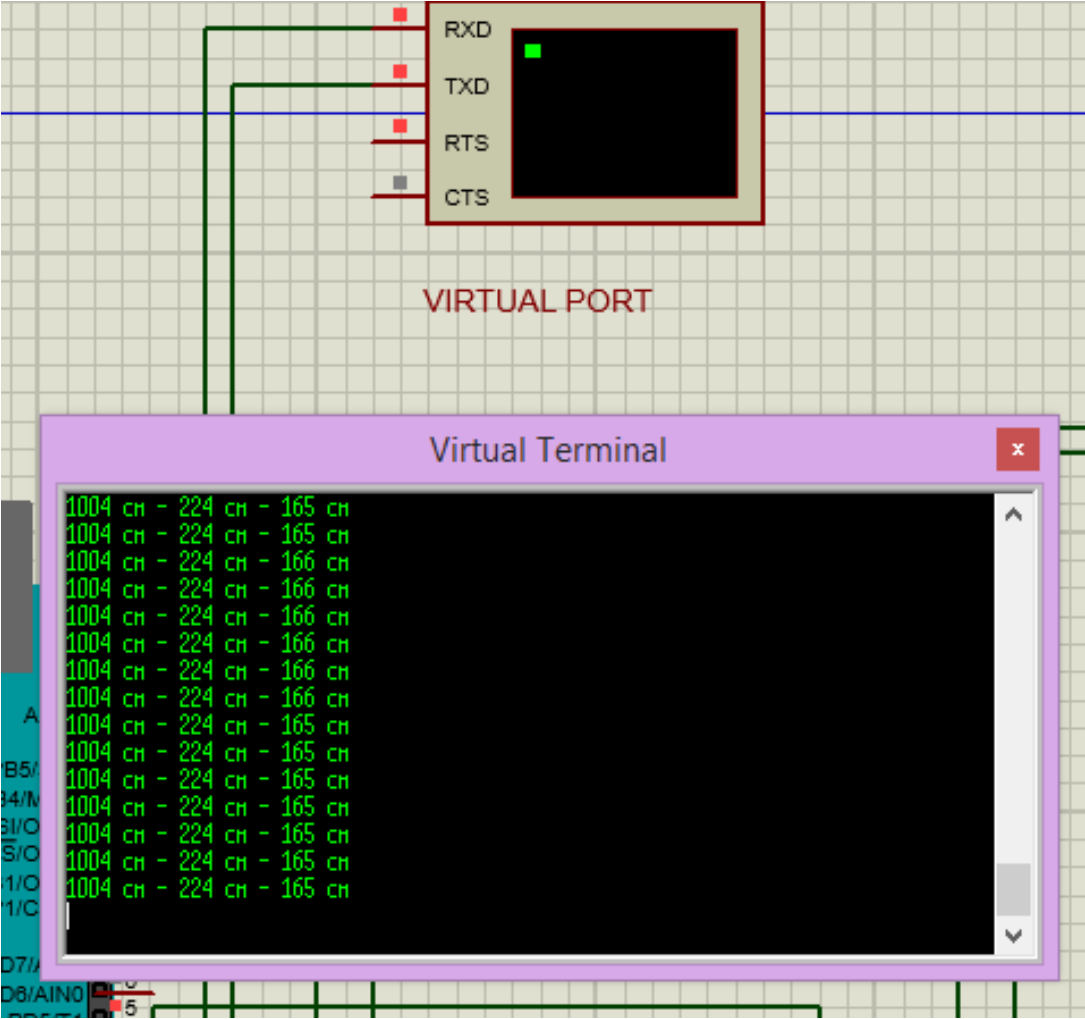 RXD
TXD
RTS
CTS
VIRTUAL PORT
Virtual Terminal
x
1004 cm - 224 cm - 165 cm
1004 cm - 224 cm - 165 cm
1004 cm - 224 cm - 166 cm
1004 cm - 224 cm - 166 cm
1004 cm - 224 cm - 166 cm
1004 cm - 224 cm - 166 cm
1004 cm - 224 cm - 166 cm
1004 cm - 224 cm - 166 cm
1004 cm - 224 cm - 165 cm
1004 cm - 224 cm - 165 cm
1004 cm - 224 cm - 165 cm
1004 cm - 224 cm - 165 cm
1004 cm - 224 cm - 165 cm
1004 cm - 224 cm - 165 cm
1004 cm - 224 cm - 165 cm
A
D7/
D6/AIN0
5